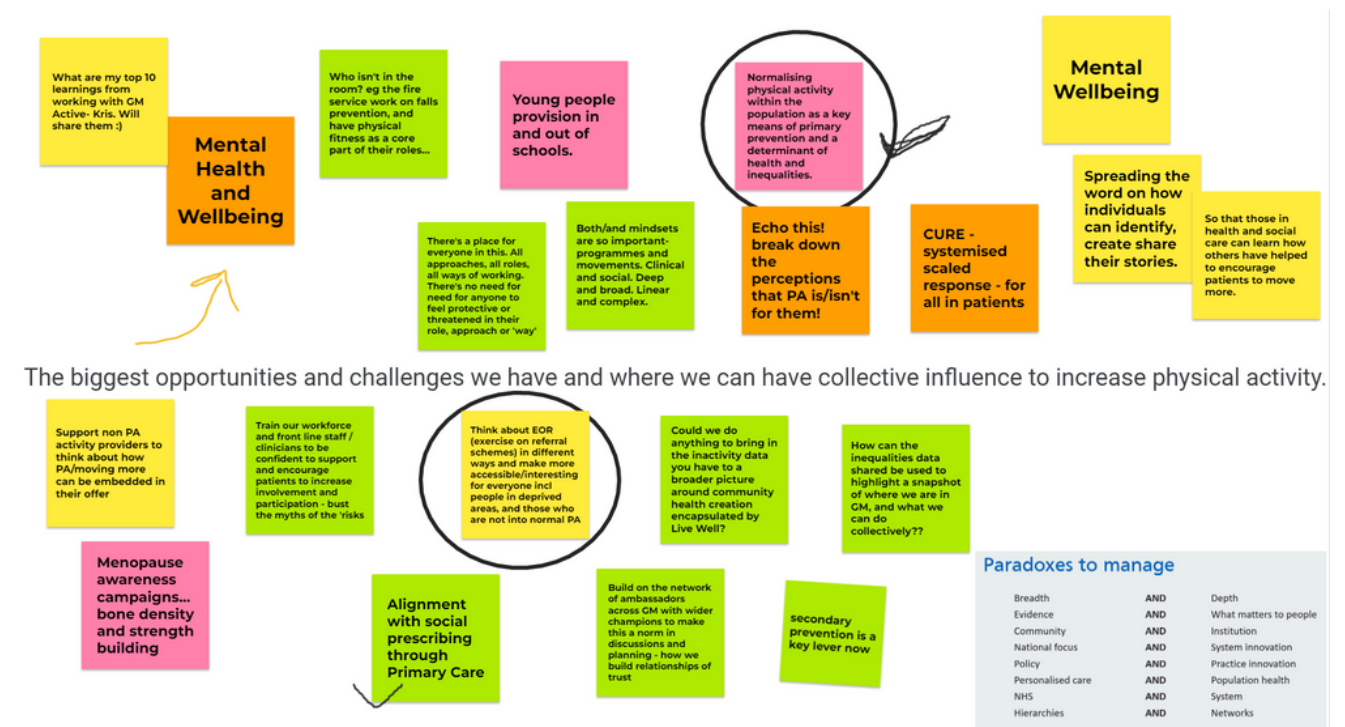 What are my top 10
learnings from
working with GM
Active- Kris. Will
share them :)
Mental
Health
and
Wellbeing
Who isn't in the
room? eg the fire
service work on falls
prevention, and
have physical
fitness as a core
part of their roles...
Young people
provision in
and out of
schools.
Normalising
physical activity
within the
population as a key
means of primary
prevention and a
determinant of
health and
inequalities.
Mental
Wellbeing
There's a place for
everyone in this. All
approaches, all roles,
all ways of working.
There's no need for
need for anyone to
feel protective or
threatened in their
role, approach or 'way'
Both/and mindsets
are so important-
programmes and
movements. Clinical
and social. Deep
and broad. Linear
and complex.
Echo this!
break down
the
perceptions
that PA is/isn't
for them!
CURE -
systemised
scaled
response - for
all in patients
Spreading the
word on how
individuals
can identify,
create share
their stories.
So that those in
health and social
care can learn how
others have helped
to encourage
patients to move
more.
The biggest opportunities and challenges we have and where we can have collective influence to increase physical activity.
Support non PA
activity providers to
think about how
PA/moving more
can be embedded in
their offer
Train our workforce
and front line staff /
clinicians to be
confident to support
and encourage
patients to increase
involvement and
participation - bust
the myths of the 'risks
Think about EOR
(exercise on referral
schemes) in different
ways and make more
accessible/interesting
for everyone incl
people in deprived
areas, and those who
are not into normal PA
Could we do
anything to bring in
the inactivity data
you have to a
broader picture
around community
health creation
encapsulated by
Live Well?
How can the
inequalities data
shared be used to
highlight a snapshot
of where we are in
GM, and what we
can do
collectively??
Menopause
awareness
campaigns...
bone density
and strength
building
Alignment
with social
prescribing
through
Primary Care
Build on the network
of ambassadors
across GM with wider
champions to make
this a norm in
discussions and
planning - how we
build relationships of
trust
secondary
prevention is a
key lever now
Paradoxes to manage
Breadth AND Depth
Evidence AND What matters to people
Community AND Institution
National focus AND System innovation
Policy AND Practice innovation
Personalised care AND Population health
NHS AND System
Hierarchies AND Networks